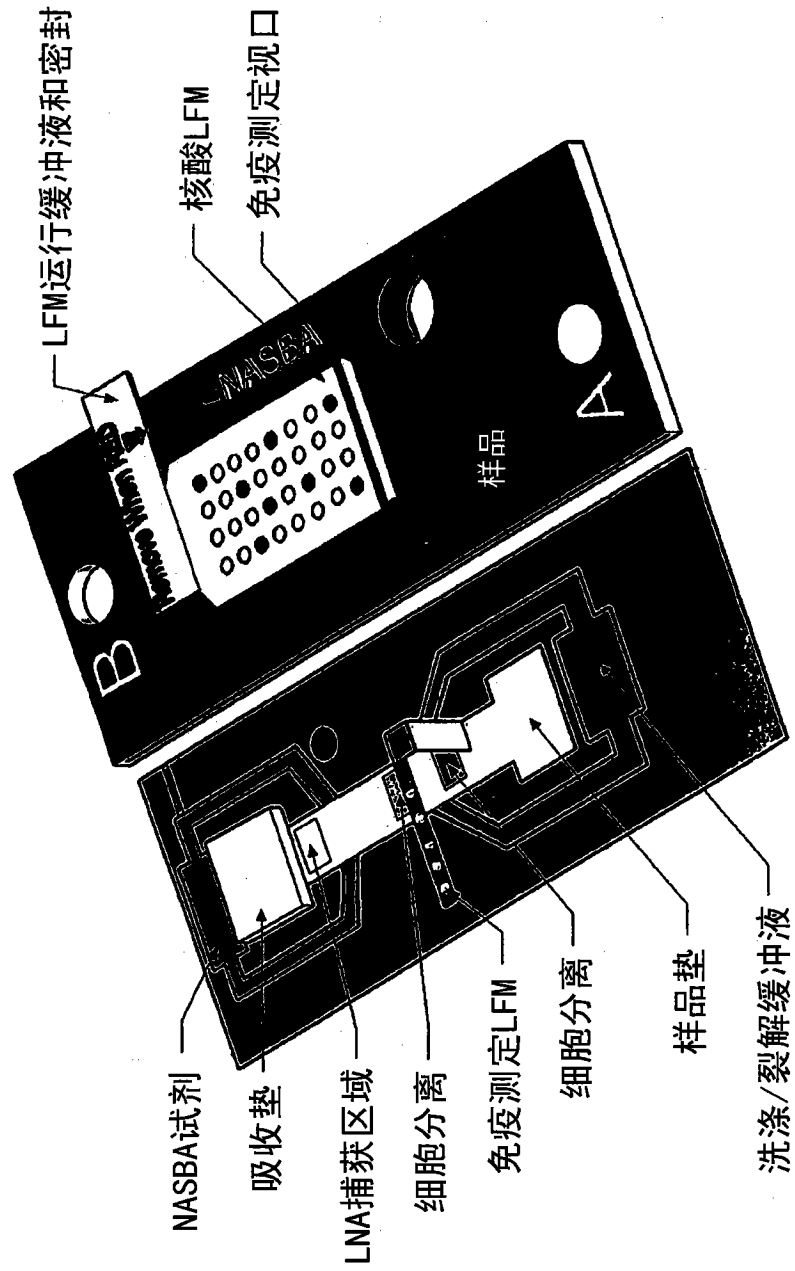 LFM运行缓冲液和密封
核酸LFM
免疫测定视口
B
Remove When Red
NASBA
样品
A
NASBA试剂
吸收垫
LNA捕获区域
细胞分离
免疫测定LFM
细胞分离
样品垫
洗涤/裂解缓冲液